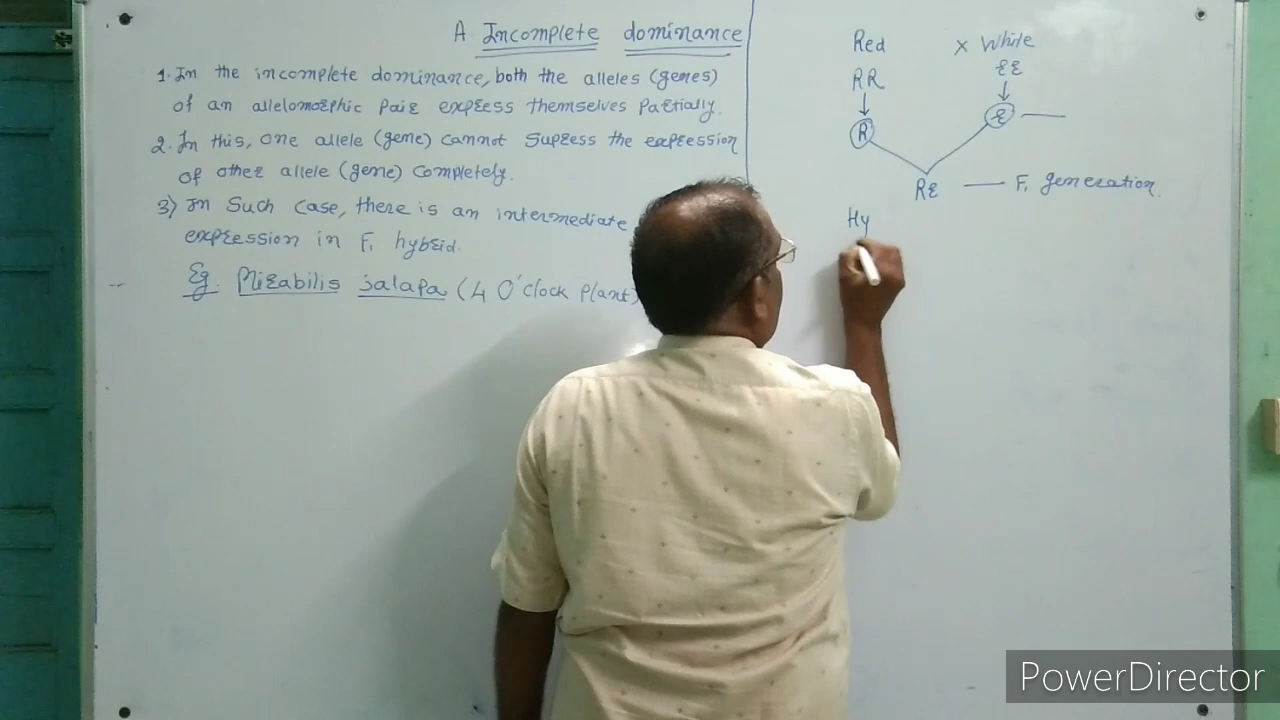 A Incomplete dominance
1. In the incomplete dominance, both the alleles (genes)
of an allelomorphic pair express themselves partially.
2. In this, one allele (gene) cannot supress the expression
of other allele (gene) completely.
3) In Such case, there is an intermediate
expression in F₁ hybrid.
Eg. Mirabilis jalapa (4 O'clock plant)
Red × White
RR rr
R r
Rr — F₁ generation.
Hy
PowerDirector